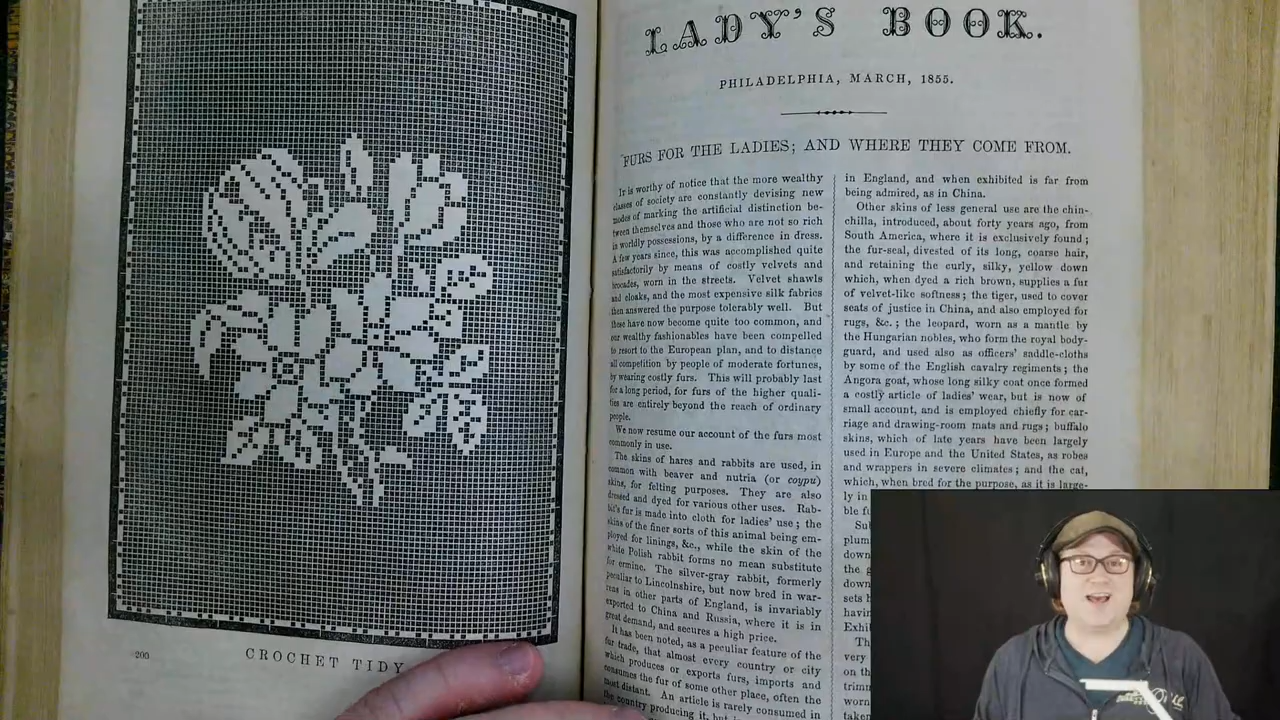 200
CROCHET TIDY
LADY'S BOOK.
PHILADELPHIA, MARCH, 1855.
FURS FOR THE LADIES; AND WHERE THEY COME FROM.
It is worthy of notice that the more wealthy
classes of society are constantly devising new
modes of marking the artificial distinction be-
tween themselves and those who are not so rich
in worldly possessions, by a difference in dress.
A few years since, this was accomplished quite
satisfactorily by means of costly velvets and
brocades, worn in the streets. Velvet shawls
and cloaks, and the most expensive silk fabrics
then answered the purpose tolerably well. But
these have now become quite too common, and
our wealthy fashionables have been compelled
to resort to the European plan, and to distance
all competition by people of moderate fortunes,
by wearing costly furs. This will probably last
for a long period, for furs of the higher quali-
ties are entirely beyond the reach of ordinary
people.
We now resume our account of the furs most
commonly in use.
The skins of hares and rabbits are used, in
common with beaver and nutria (or coypu)
skins, for felting purposes. They are also
dressed and dyed for various other uses. Rab-
bit's fur is made into cloth for ladies' use; the
skins of the finer sorts of this animal being em-
ployed for linings, &c., while the skin of the
white Polish rabbit forms no mean substitute
for ermine. The silver-gray rabbit, formerly
peculiar to Lincolnshire, but now bred in war-
rens in other parts of England, is invariably
exported to China and Russia, where it is in
great demand, and secures a high price.
It has been noted, as a peculiar feature of the
fur trade, that almost every country or city
which produces or exports furs, imports and
consumes the fur of some other place, often the
most distant. An article is rarely consumed in
the country producing it, but
in England, and when exhibited is far from
being admired, as in China.
Other skins of less general use are the chin-
chilla, introduced, about forty years ago, from
South America, where it is exclusively found;
the fur-seal, divested of its long, coarse hair,
and retaining the curly, silky, yellow down
which, when dyed a rich brown, supplies a fur
of velvet-like softness; the tiger, used to cover
seats of justice in China, and also employed for
rugs, &c.; the leopard, worn as a mantle by
the Hungarian nobles, who form the royal body-
guard, and used also as officers' saddle-cloths
by some of the English cavalry regiments; the
Angora goat, whose long silky coat once formed
a costly article of ladies' wear, but is now of
small account, and is employed chiefly for car-
riage and drawing-room mats and rugs; buffalo
skins, which of late years have been largely
used in Europe and the United States, as robes
and wrappers in severe climates; and the cat,
which, when bred for the purpose, as it is large-
ly in
ble fu
Su
plum
down
the g
down
sets b
havin
Exhi
Th
very
on th
trimm
worn
taken